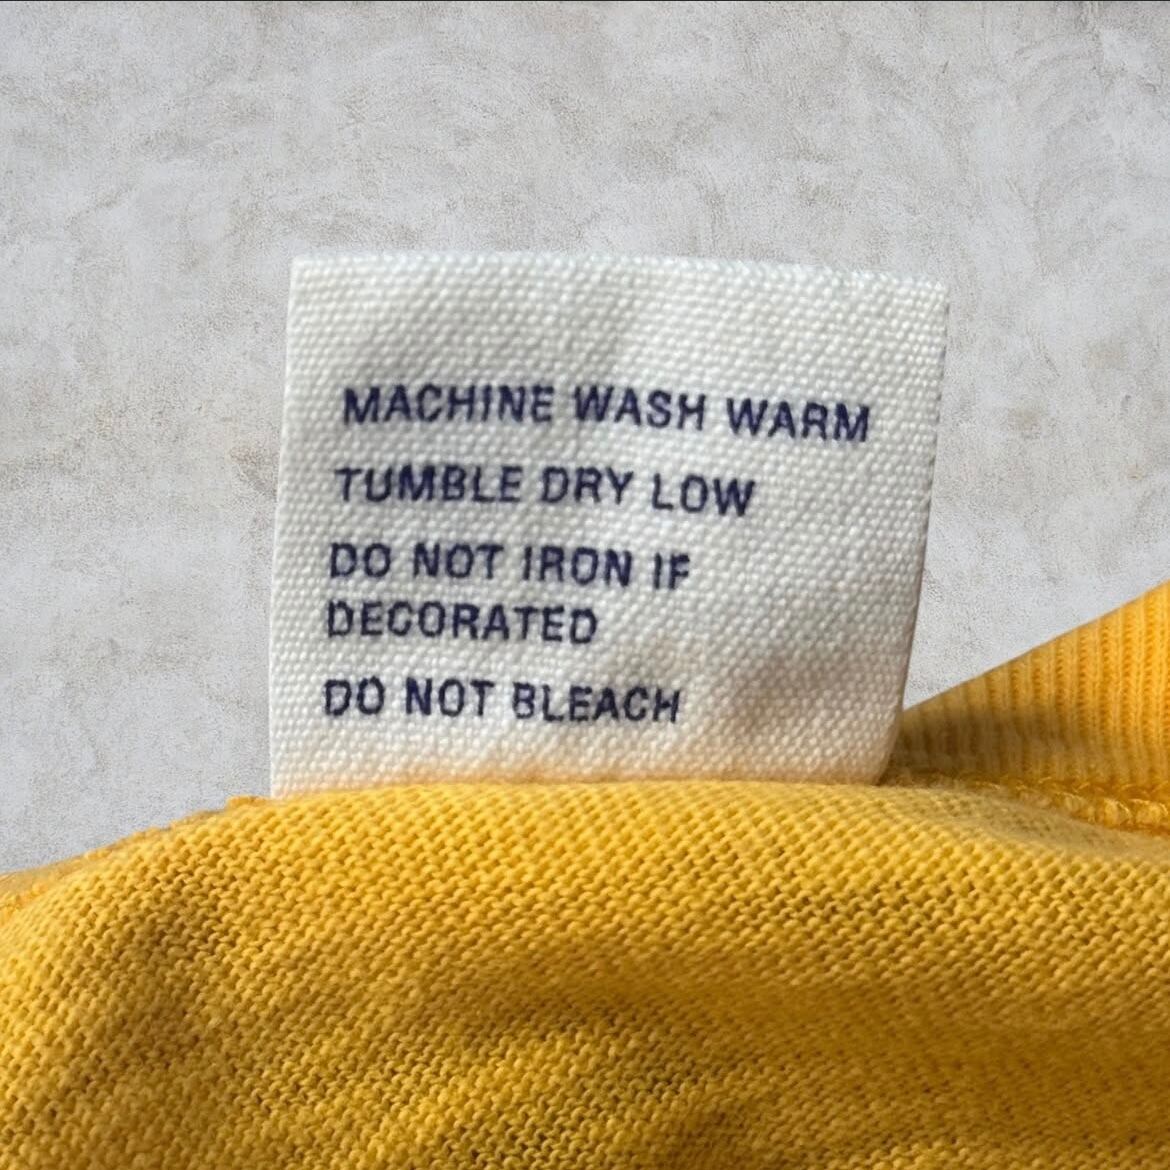 MACHINE WASH WARM
TUMBLE DRY LOW
DO NOT IRON IF
DECORATED
DO NOT BLEACH